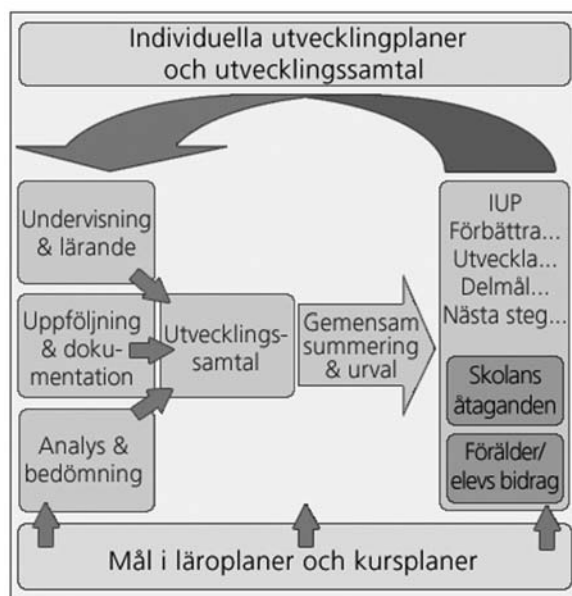 Individuella utvecklingplaner
och utvecklingssamtal
Undervisning
& lärande
Uppföljning
& doku-
mentation
Analys &
bedömning
Utvecklings-
samtal
Gemensam
summering
& urval
IUP
Förbättra...
Utveckla...
Delmål...
Nästa steg...
Skolans
åtaganden
Förälder/
elevs bidrag
Mål i läroplaner och kursplaner